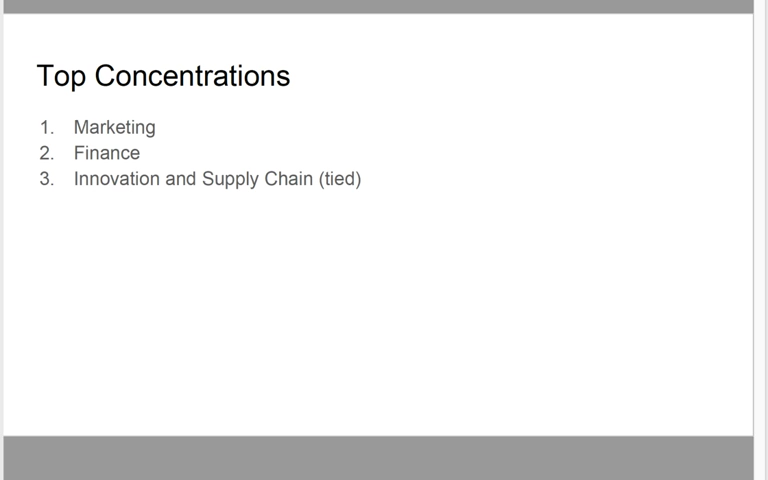 Top Concentrations
1. Marketing
2. Finance
3. Innovation and Supply Chain (tied)